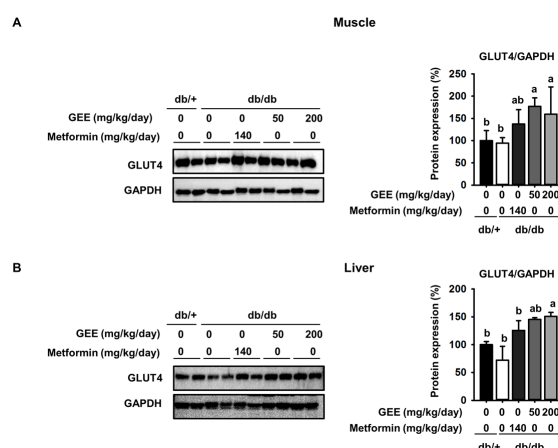 A
Muscle
db/+ db/db
GEE (mg/kg/day) 0 0 0 50 200
Metformin (mg/kg/day) 0 0 140 0 0
GLUT4
GAPDH
GLUT4/GAPDH
Protein expression (%)
250
200
150
100
50
0
b b ab a a
GEE (mg/kg/day) 0 0 0 50 200
Metformin (mg/kg/day) 0 0 140 0 0
db/+ db/db
B
Liver
db/+ db/db
GEE (mg/kg/day) 0 0 0 50 200
Metformin (mg/kg/day) 0 0 140 0 0
GLUT4
GAPDH
GLUT4/GAPDH
Protein expression (%)
200
150
100
50
0
b b b ab a
GEE (mg/kg/day) 0 0 0 50 200
Metformin (mg/kg/day) 0 0 140 0 0
db/+ db/db